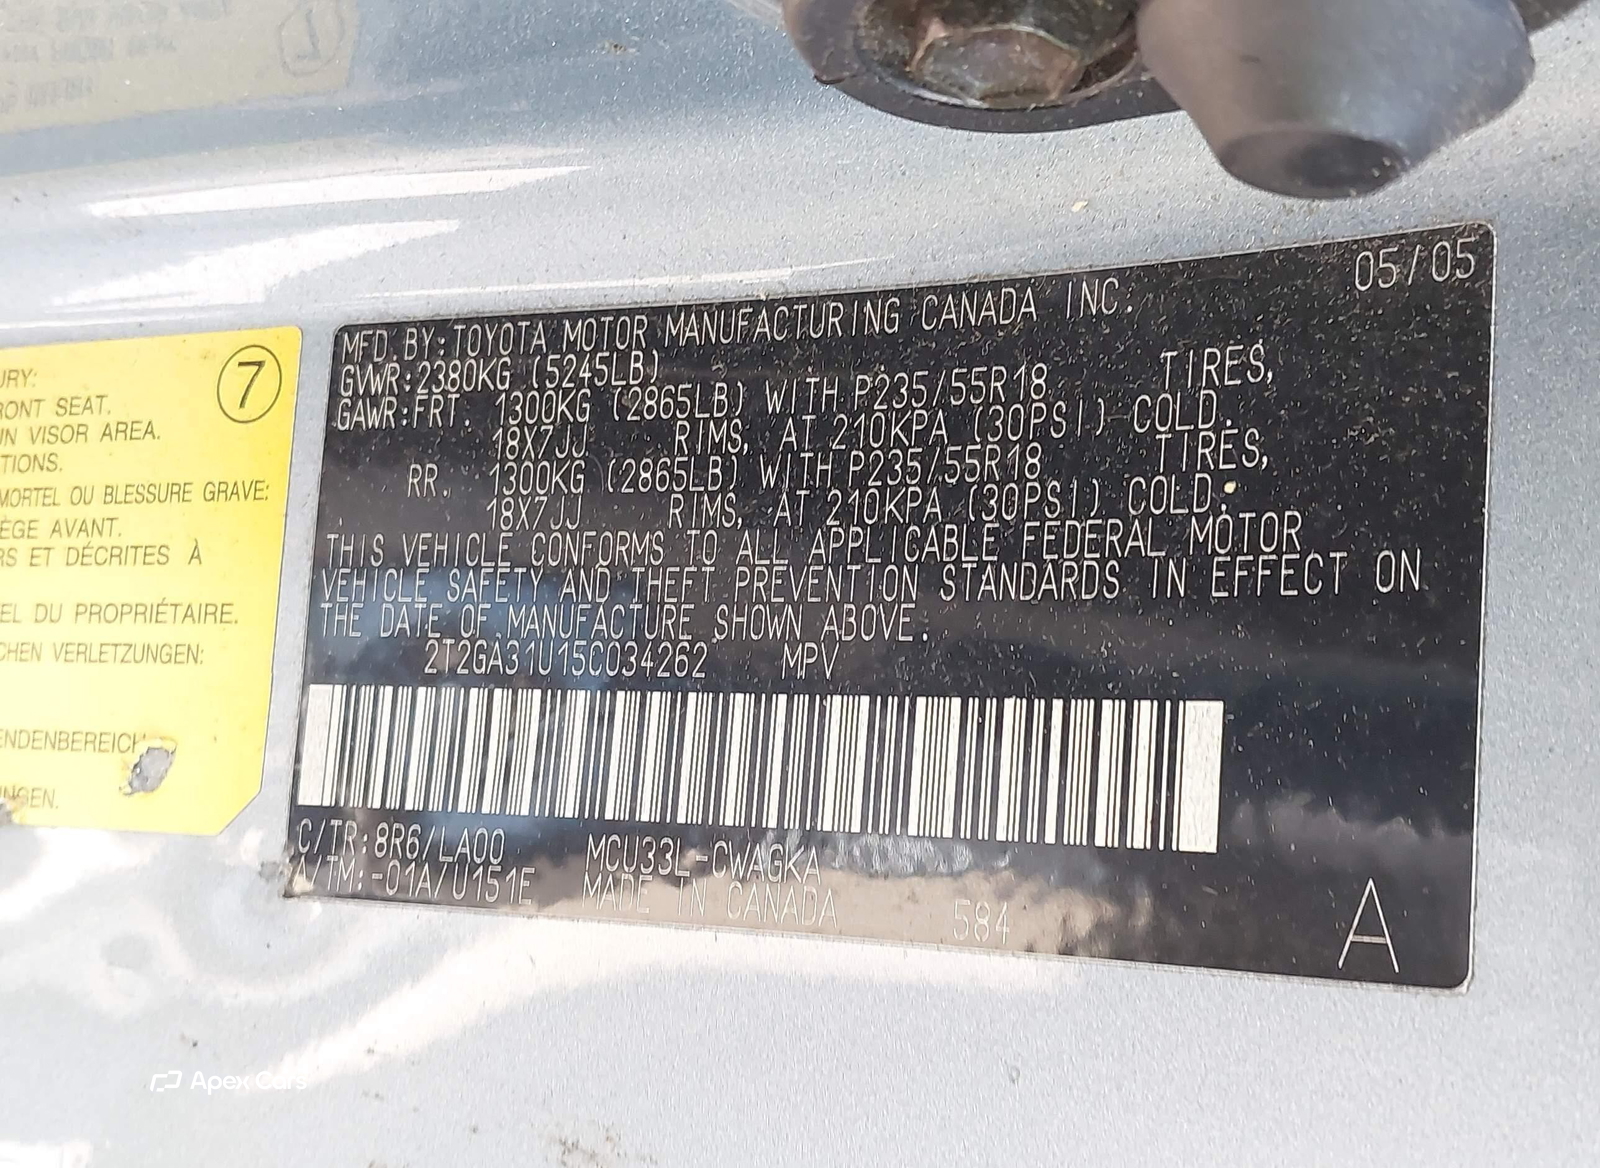 05/05
MFD. BY: TOYOTA MOTOR MANUFACTURING CANADA INC.
GVWR: 2380KG (5245LB)
GAWR: FRT. 1300KG (2865LB) WITH P235/55R18 TIRES,
18X7JJ RIMS, AT 210KPA (30PSI) COLD.
RR. 1300KG (2865LB) WITH P235/55R18 TIRES,
18X7JJ RIMS, AT 210KPA (30PSI) COLD.
THIS VEHICLE CONFORMS TO ALL APPLICABLE FEDERAL MOTOR
VEHICLE SAFETY AND THEFT PREVENTION STANDARDS IN EFFECT ON
THE DATE OF MANUFACTURE SHOWN ABOVE.
2T2GA31U15C034262 MPV
C/TR: 8R6/LA00 MCU33L-CWAGKA
A/TM:-01A/U151E MADE IN CANADA 584 A
7
URY:
RONT SEAT.
UN VISOR AREA.
TIONS.
MORTEL OU BLESSURE GRAVE:
ÈGE AVANT.
RS ET DÉCRITES À
EL DU PROPRIÉTAIRE.
CHEN VERLETZUNGEN:
ENDENBEREICH
NGEN.
Apex Cars